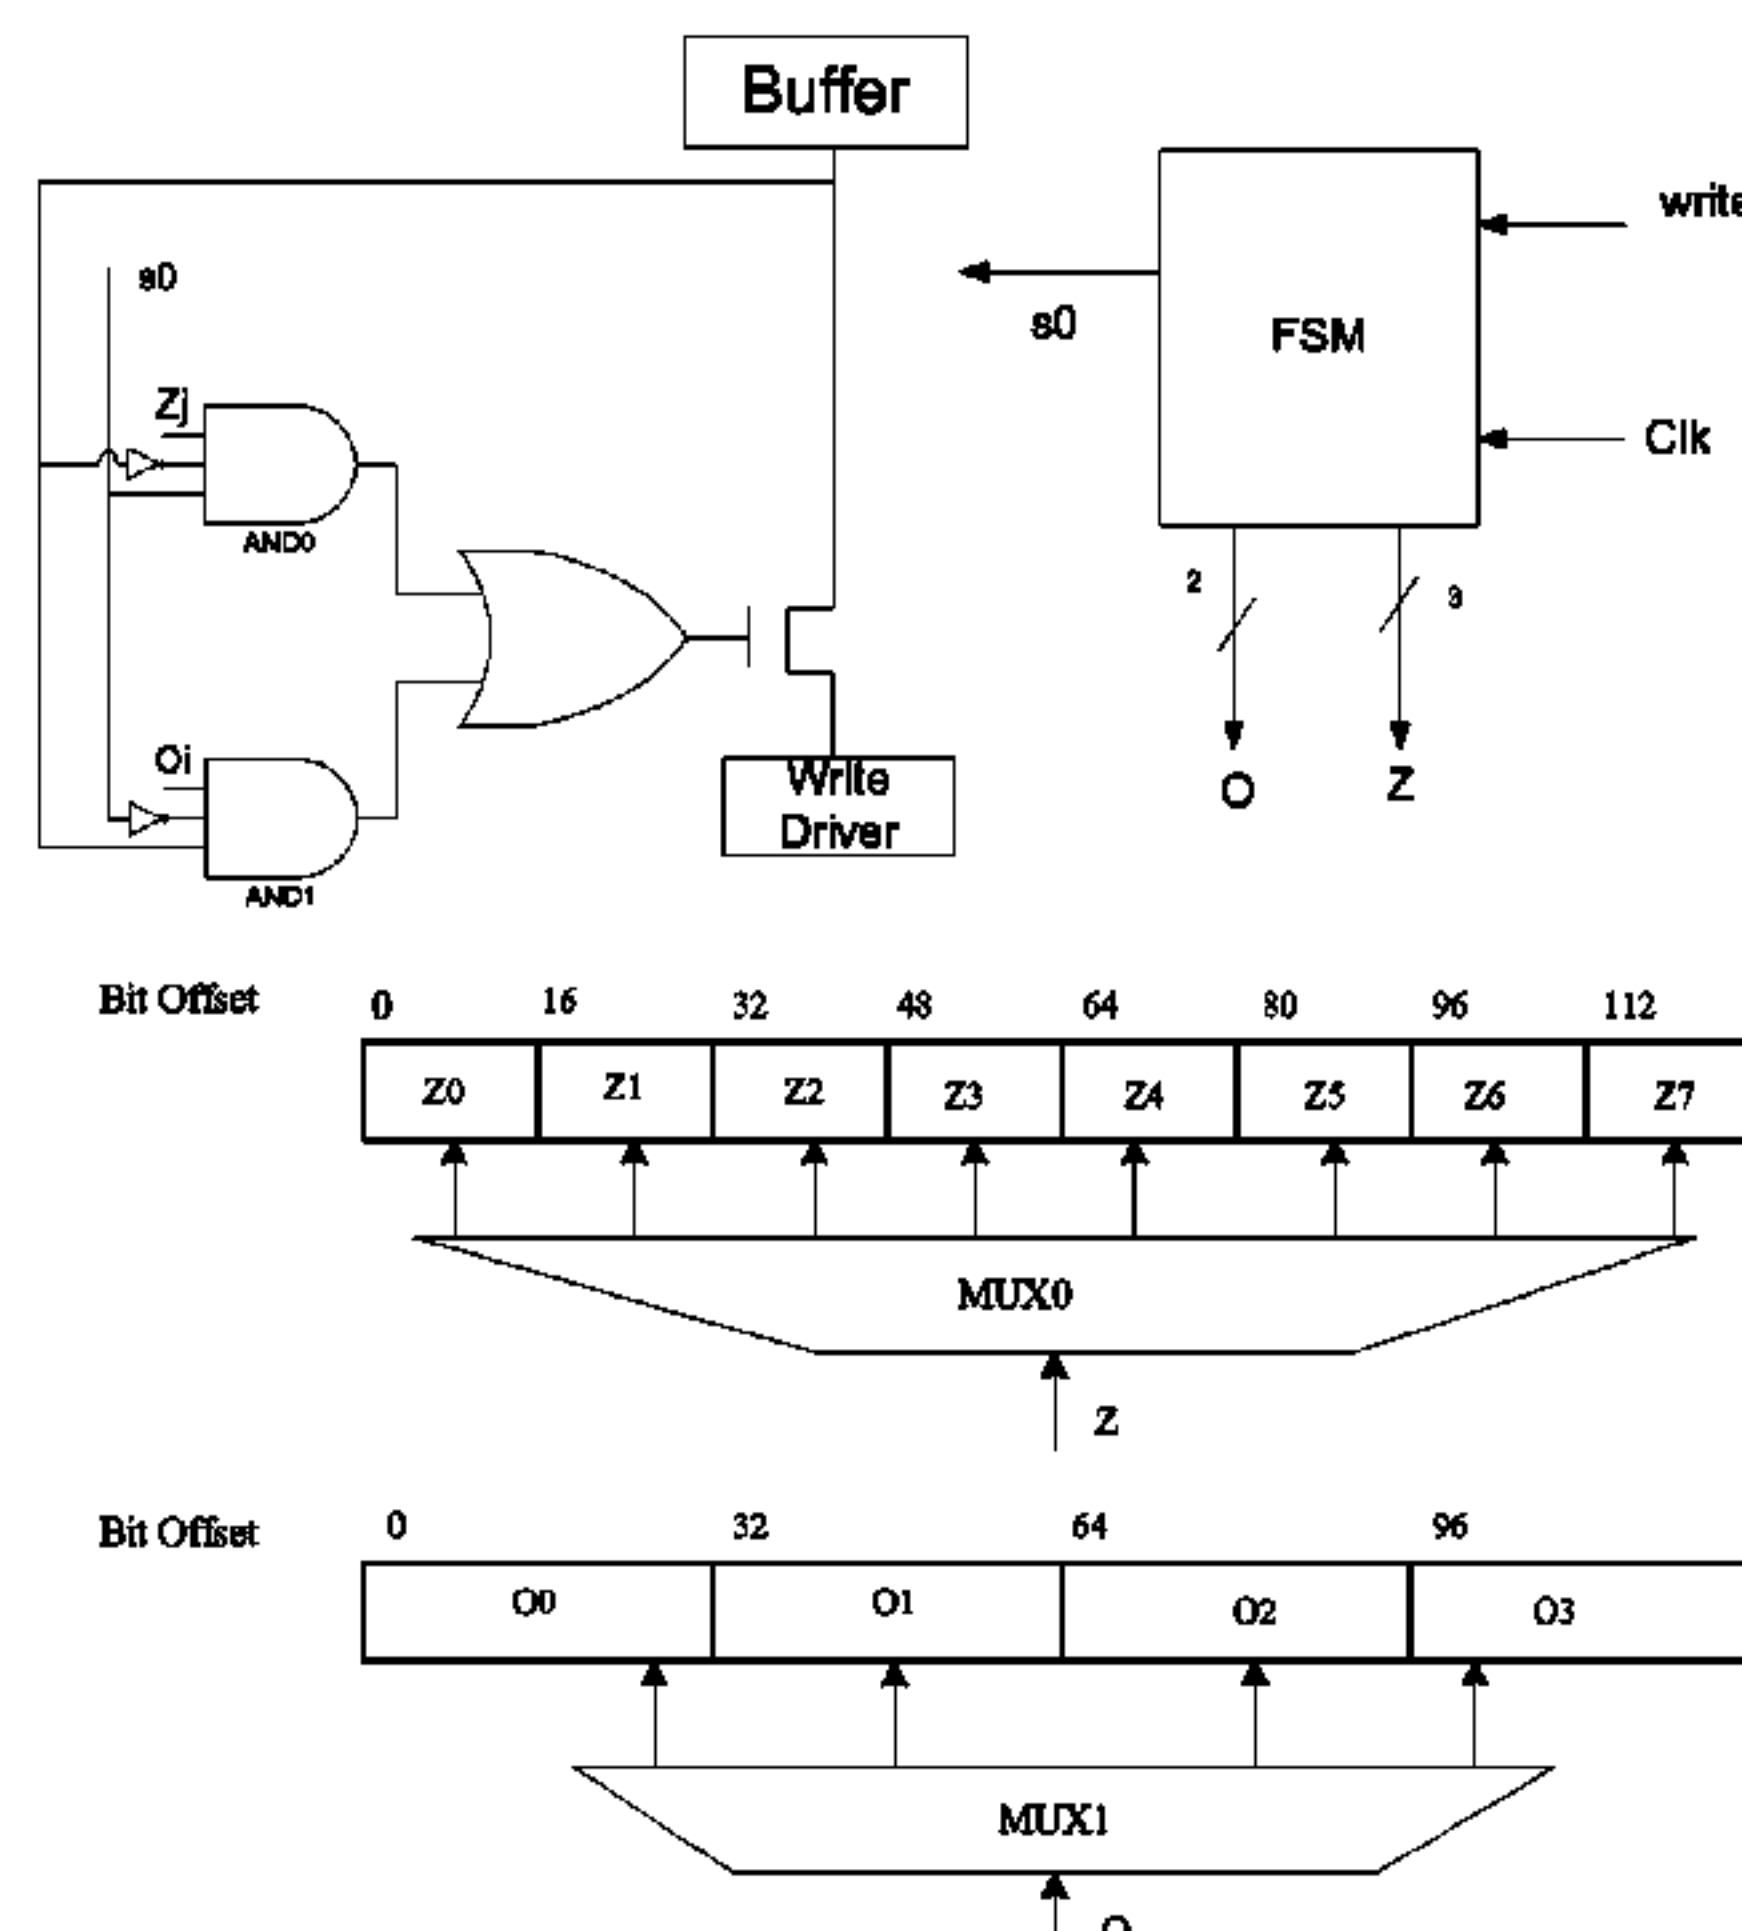 Buffer
write
s0
s0
FSM
Zj
Clk
AND0
2
Oi
Write
Driver
O
Z
AND1
Bit Offset
0 16 32 48 64 80 96 112
Z0 Z1 Z2 Z3 Z4 Z5 Z6 Z7
MUX0
Z
Bit Offset
0 32 64 96
O0 O1 O2 O3
MUX1